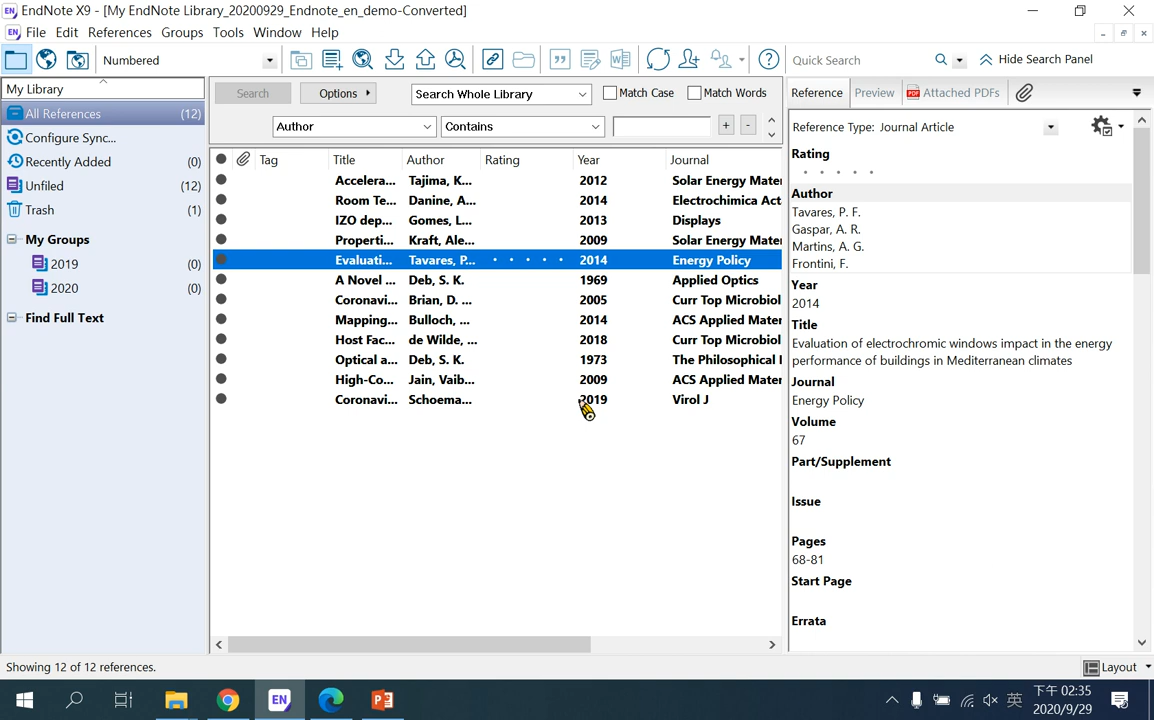 EndNote X9 - [My EndNote Library_20200929_Endnote_en_demo-Converted]
File Edit References Groups Tools Window Help
Numbered
Quick Search
Hide Search Panel
My Library
All References (12)
Configure Sync...
Recently Added (0)
Unfiled (12)
Trash (1)
My Groups
2019 (0)
2020 (0)
Find Full Text
Search Options Search Whole Library Match Case Match Words
Author Contains + -
Tag Title Author Rating Year Journal
Accelera... Tajima, K... 2012 Solar Energy Mate
Room Te... Danine, A... 2014 Electrochimica Act
IZO dep... Gomes, L... 2013 Displays
Properti... Kraft, Ale... 2009 Solar Energy Mate
Evaluati... Tavares, P... 2014 Energy Policy
A Novel ... Deb, S. K. 1969 Applied Optics
Coronavi... Brian, D. ... 2005 Curr Top Microbiol
Mapping... Bulloch, ... 2014 ACS Applied Mater
Host Fac... de Wilde, ... 2018 Curr Top Microbiol
Optical a... Deb, S. K. 1973 The Philosophical
High-Co... Jain, Vaib... 2009 ACS Applied Mater
Coronavi... Schoema... 2019 Virol J
Reference Preview PDF Attached PDFs
Reference Type: Journal Article
Rating
Author
Tavares, P. F.
Gaspar, A. R.
Martins, A. G.
Frontini, F.
Year
2014
Title
Evaluation of electrochromic windows impact in the energy
performance of buildings in Mediterranean climates
Journal
Energy Policy
Volume
67
Part/Supplement
Issue
Pages
68-81
Start Page
Errata
Showing 12 of 12 references.
Layout
EN
英
下午 02:35
2020/9/29